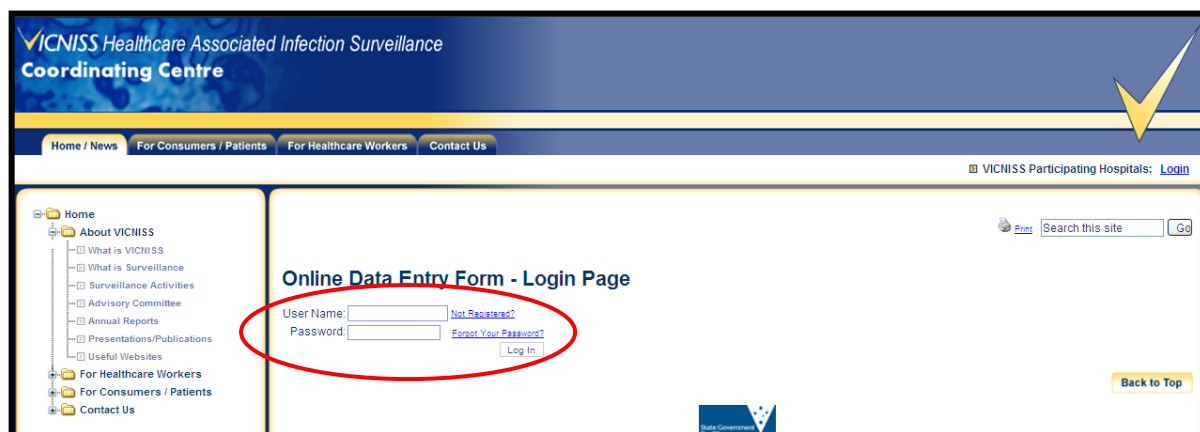 VICNISS Healthcare Associated Infection Surveillance
Coordinating Centre
Home / News For Consumers / Patients For Healthcare Workers Contact Us
VICNISS Participating Hospitals: Login
Home
About VICNISS
What is VICNISS
What is Surveillance
Surveillance Activities
Advisory Committee
Annual Reports
Presentations/Publications
Useful Websites
For Healthcare Workers
For Consumers / Patients
Contact Us
Print Search this site Go
Online Data Entry Form - Login Page
User Name: Not Registered?
Password: Forgot Your Password?
Log In
Back to Top
State Government